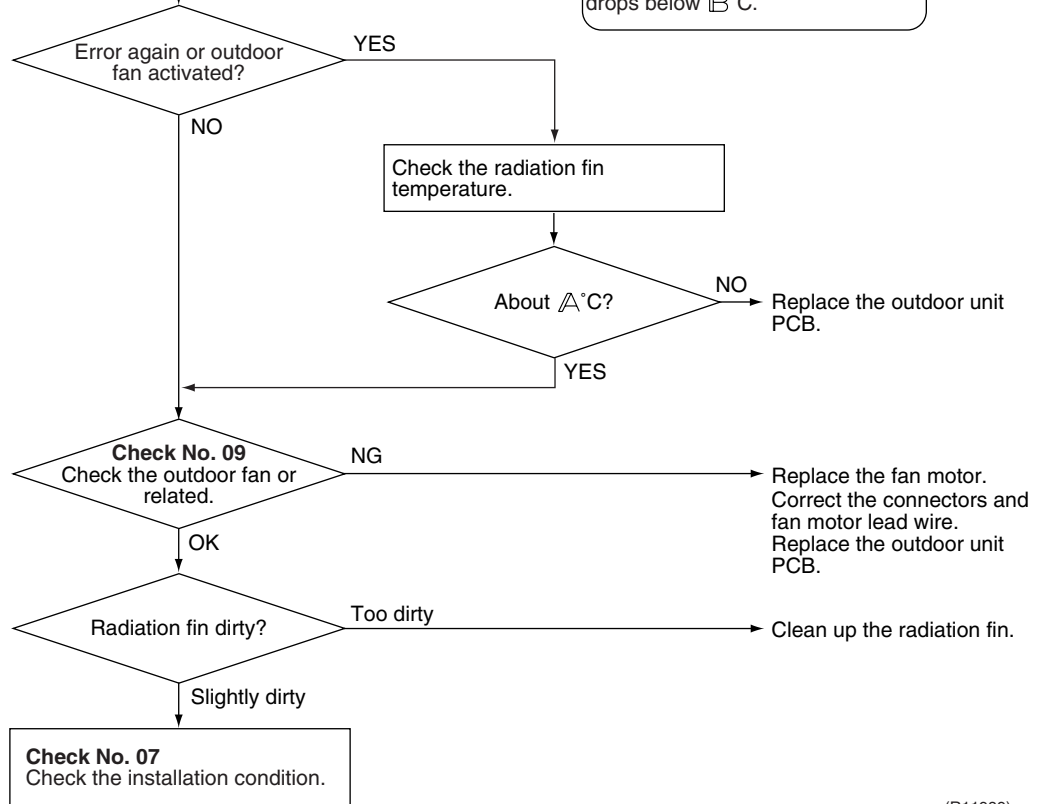 drops below B°C.
Error again or outdoor
fan activated?
YES
NO
Check the radiation fin
temperature.
About A°C?
NO
Replace the outdoor unit
PCB.
YES
Check No. 09
Check the outdoor fan or
related.
NG
Replace the fan motor.
Correct the connectors and
fan motor lead wire.
Replace the outdoor unit
PCB.
OK
Radiation fin dirty?
Too dirty
Clean up the radiation fin.
Slightly dirty
Check No. 07
Check the installation condition.